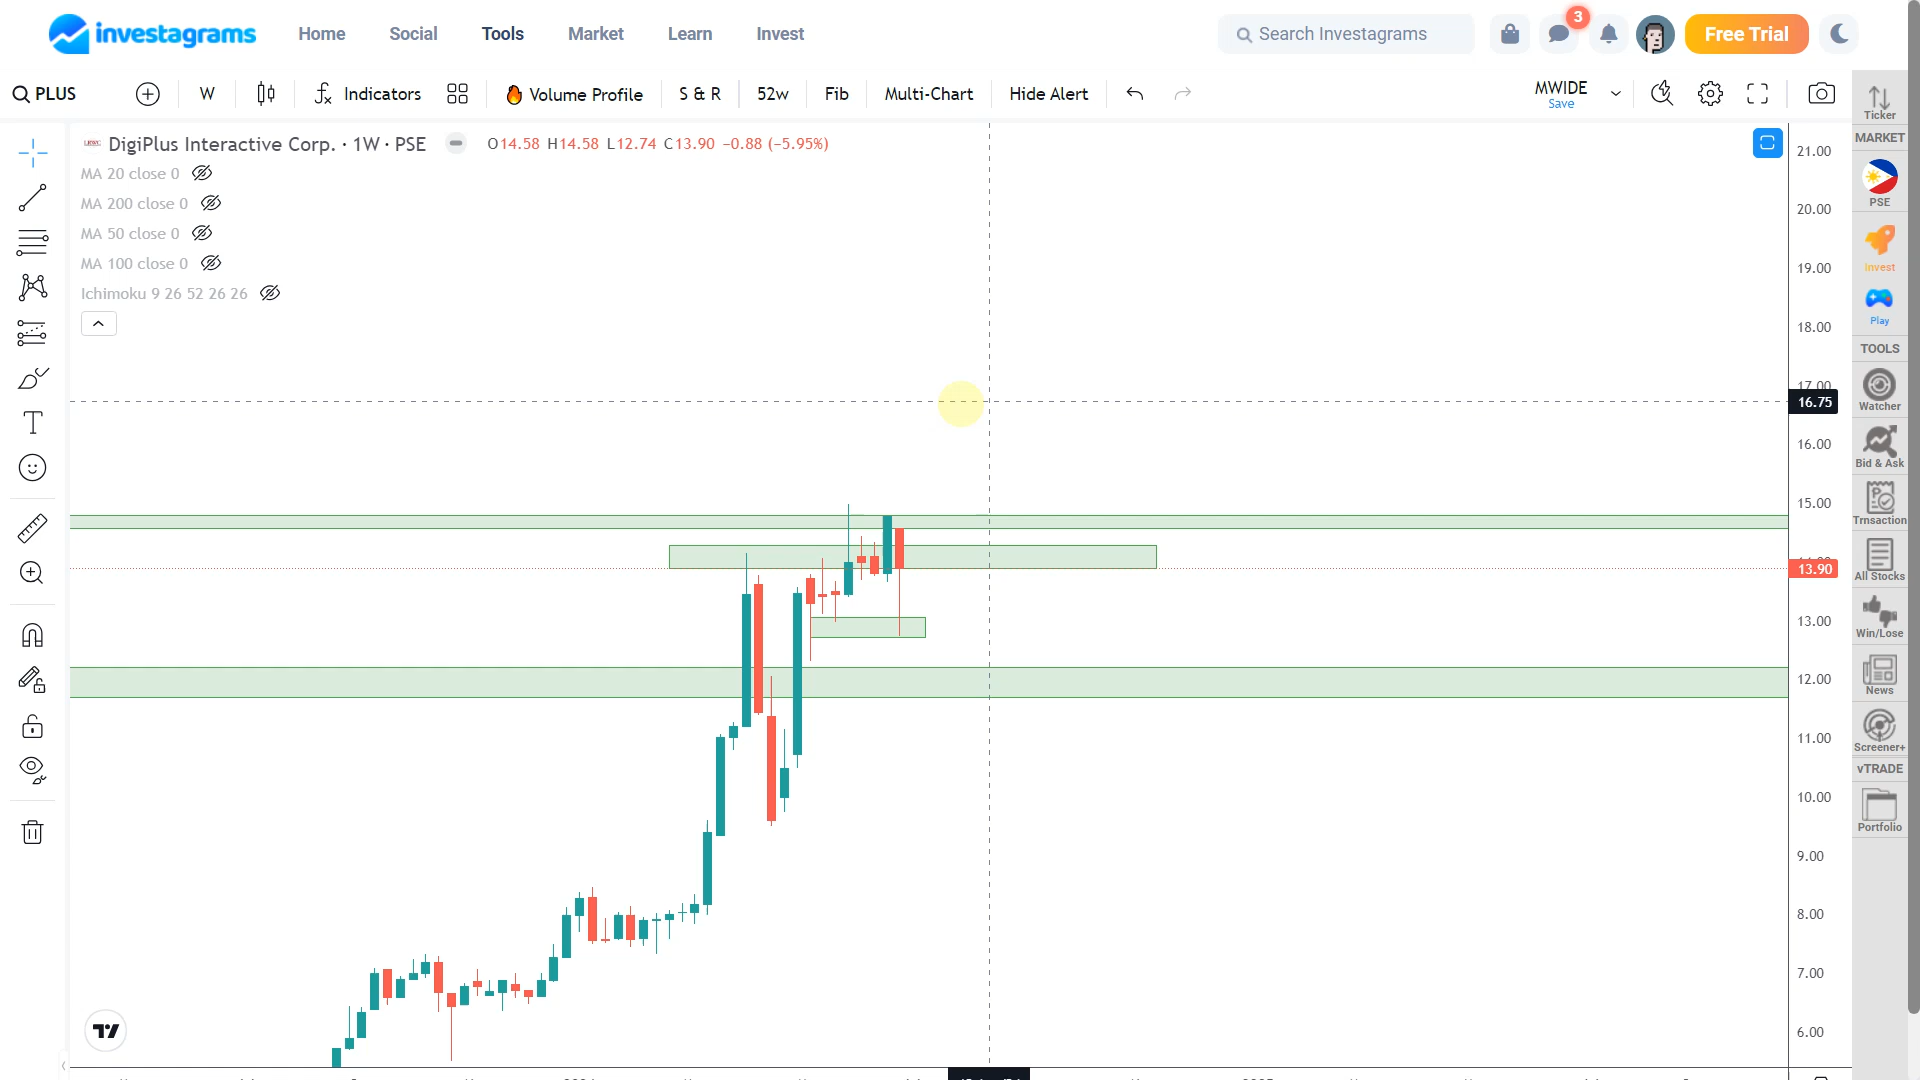 investagrams Home Social Tools Market Learn Invest Search Investagrams 3 Free Trial
PLUS W Indicators Volume Profile S & R 52w Fib Multi-Chart Hide Alert MWIDE
Save
DigiPlus Interactive Corp. · 1W · PSE O14.58 H14.58 L12.74 C13.90 −0.88 (−5.95%)
MA 20 close 0
MA 200 close 0
MA 50 close 0
MA 100 close 0
Ichimoku 9 26 52 26 26
21.00
20.00
19.00
18.00
17.00
16.75
16.00
15.00
13.90
13.00
12.00
11.00
10.00
9.00
8.00
7.00
6.00
Ticker
MARKET
PSE
Invest
Play
TOOLS
Watcher
Bid & Ask
Trnsaction
All Stocks
Win/Lose
News
Screener+
vTRADE
Portfolio